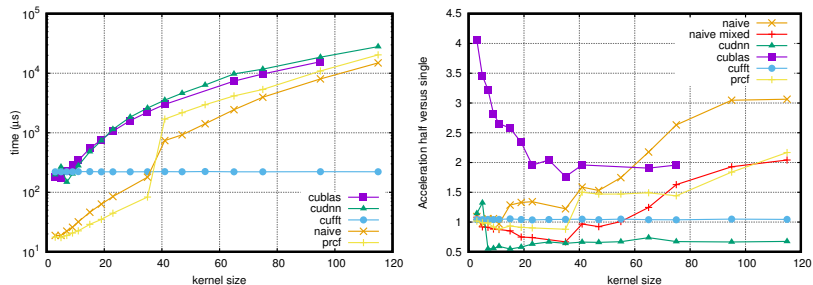 10^5
10^4
10^3
10^2
10^1
time (µs)
0 20 40 60 80 100 120
kernel size
cublas
cudnn
cufft
naive
prcf
4.5
4
3.5
3
2.5
2
1.5
1
0.5
Acceleration half versus single
0 20 40 60 80 100 120
kernel size
naive
naive mixed
cudnn
cublas
cufft
prcf